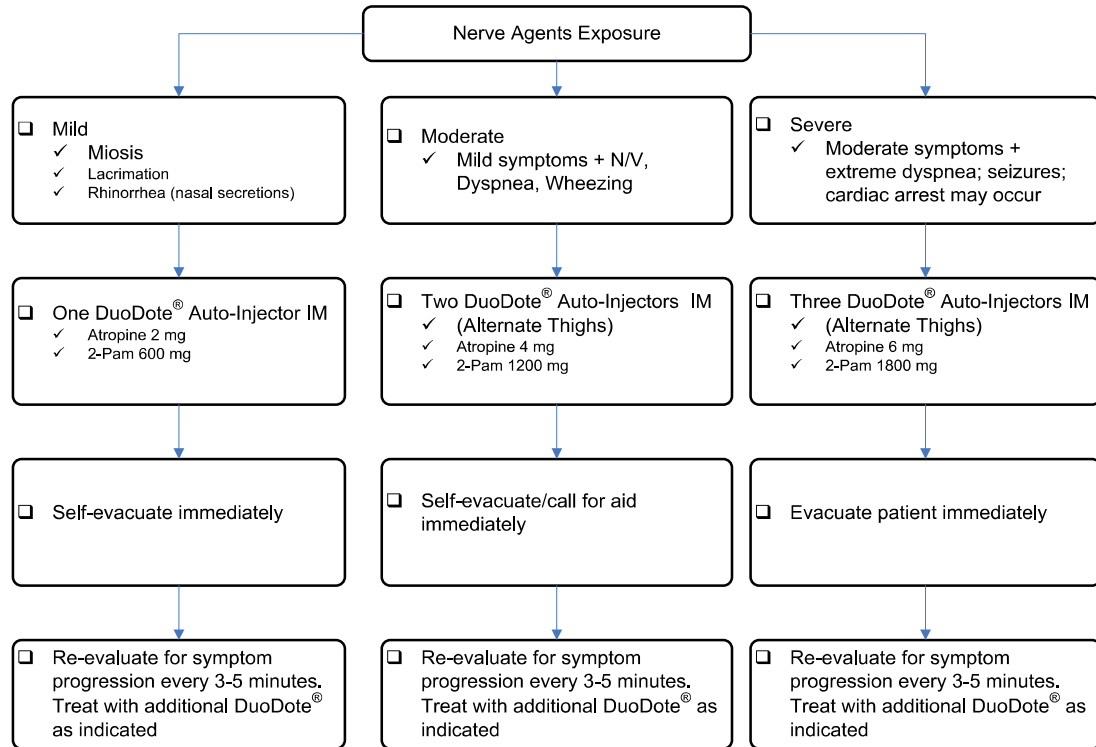 Nerve Agents Exposure
❑ Mild
✓ Miosis
✓ Lacrimation
✓ Rhinorrhea (nasal secretions)
❑ One DuoDote® Auto-Injector IM
✓ Atropine 2 mg
✓ 2-Pam 600 mg
❑ Self-evacuate immediately
❑ Re-evaluate for symptom
progression every 3-5 minutes.
Treat with additional DuoDote®
as indicated
❑ Moderate
✓ Mild symptoms + N/V,
Dyspnea, Wheezing
❑ Two DuoDote® Auto-Injectors IM
✓ (Alternate Thighs)
✓ Atropine 4 mg
✓ 2-Pam 1200 mg
❑ Self-evacuate/call for aid
immediately
❑ Re-evaluate for symptom
progression every 3-5 minutes.
Treat with additional DuoDote® as
indicated
❑ Severe
✓ Moderate symptoms +
extreme dyspnea; seizures;
cardiac arrest may occur
❑ Three DuoDote® Auto-Injectors IM
✓ (Alternate Thighs)
✓ Atropine 6 mg
✓ 2-Pam 1800 mg
❑ Evacuate patient immediately
❑ Re-evaluate for symptom
progression every 3-5 minutes.
Treat with additional DuoDote® as
indicated